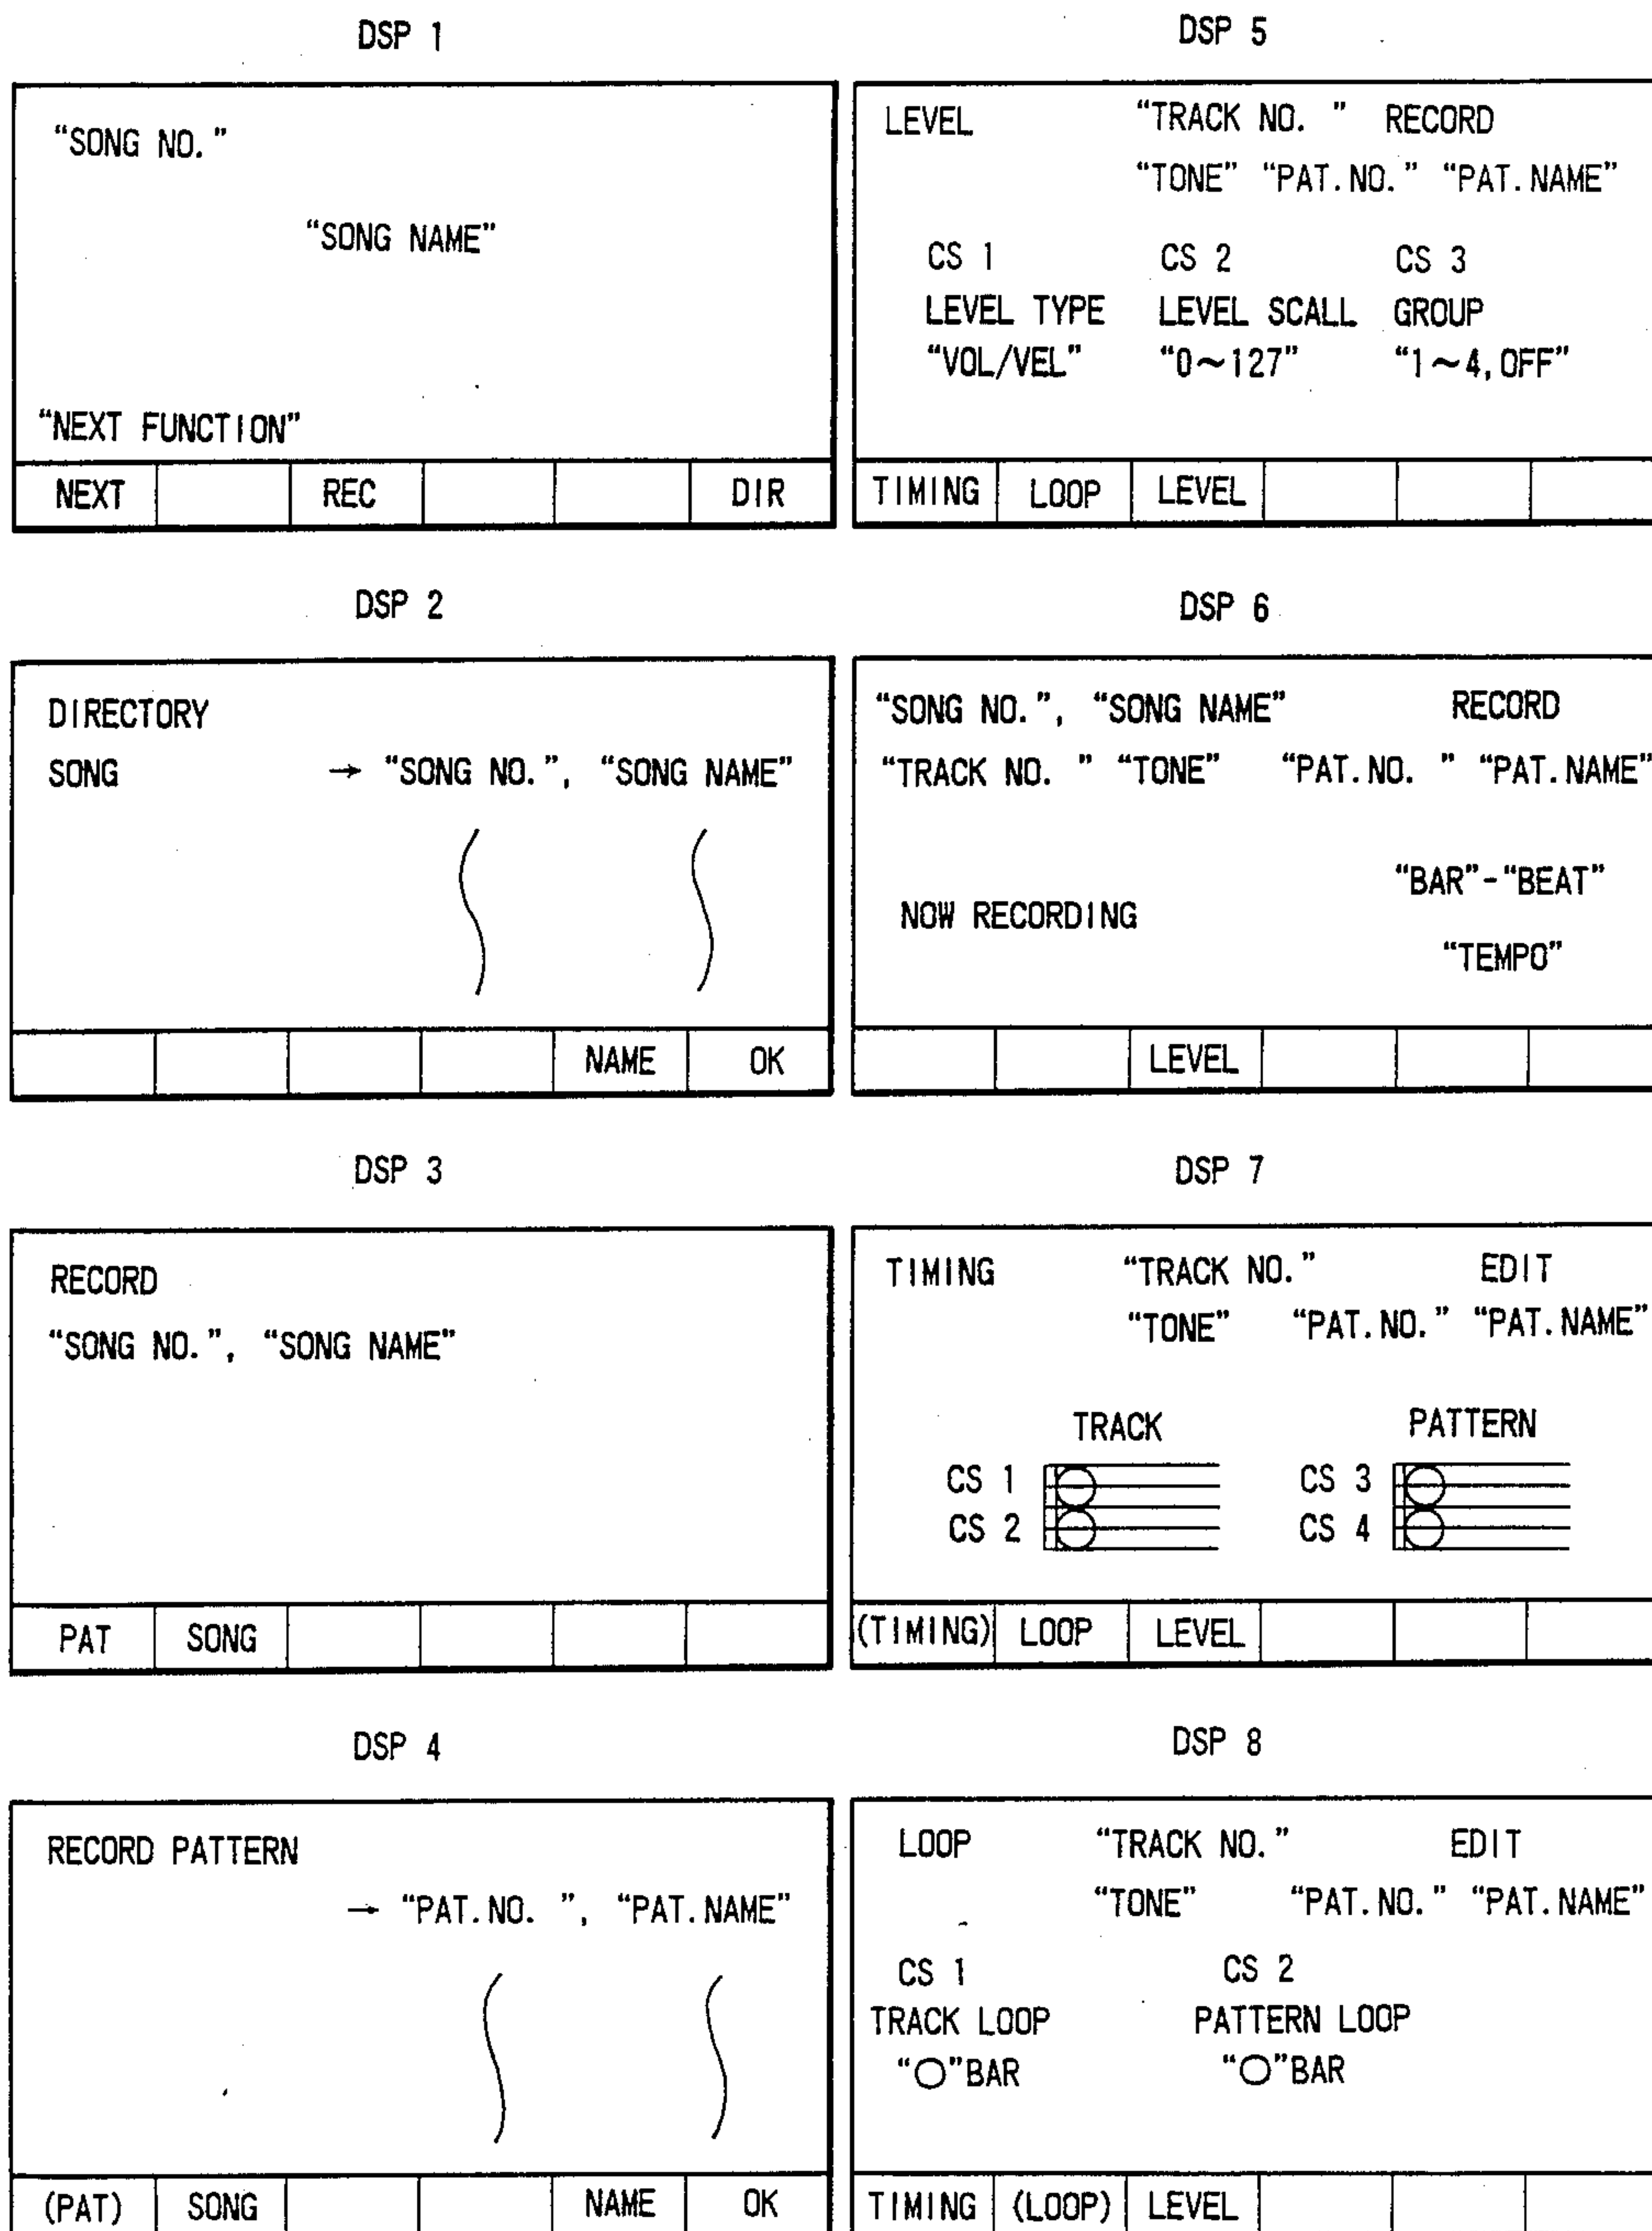 DSP 1
“SONG NO.”
“SONG NAME”
“NEXT FUNCTION”
NEXT REC DIR
DSP 2
DIRECTORY
SONG → “SONG NO.”, “SONG NAME”
NAME OK
DSP 3
RECORD
“SONG NO.”, “SONG NAME”
PAT SONG
DSP 4
RECORD PATTERN
→ “PAT.NO. ”, “PAT.NAME”
(PAT) SONG NAME OK
DSP 5
LEVEL “TRACK NO. ” RECORD
“TONE” “PAT.NO.” “PAT.NAME”
CS 1 CS 2 CS 3
LEVEL TYPE LEVEL SCALL GROUP
“VOL/VEL” “0~127” “1~4,OFF”
TIMING LOOP LEVEL
DSP 6
“SONG NO.”, “SONG NAME” RECORD
“TRACK NO. ” “TONE” “PAT.NO. ” “PAT.NAME”
“BAR”-“BEAT”
NOW RECORDING
“TEMPO”
LEVEL
DSP 7
TIMING “TRACK NO.” EDIT
“TONE” “PAT.NO.” “PAT.NAME”
TRACK PATTERN
CS 1 CS 3
CS 2 CS 4
(TIMING) LOOP LEVEL
DSP 8
LOOP “TRACK NO.” EDIT
“TONE” “PAT.NO.” “PAT.NAME”
CS 1 CS 2
TRACK LOOP PATTERN LOOP
“○”BAR “○”BAR
TIMING (LOOP) LEVEL